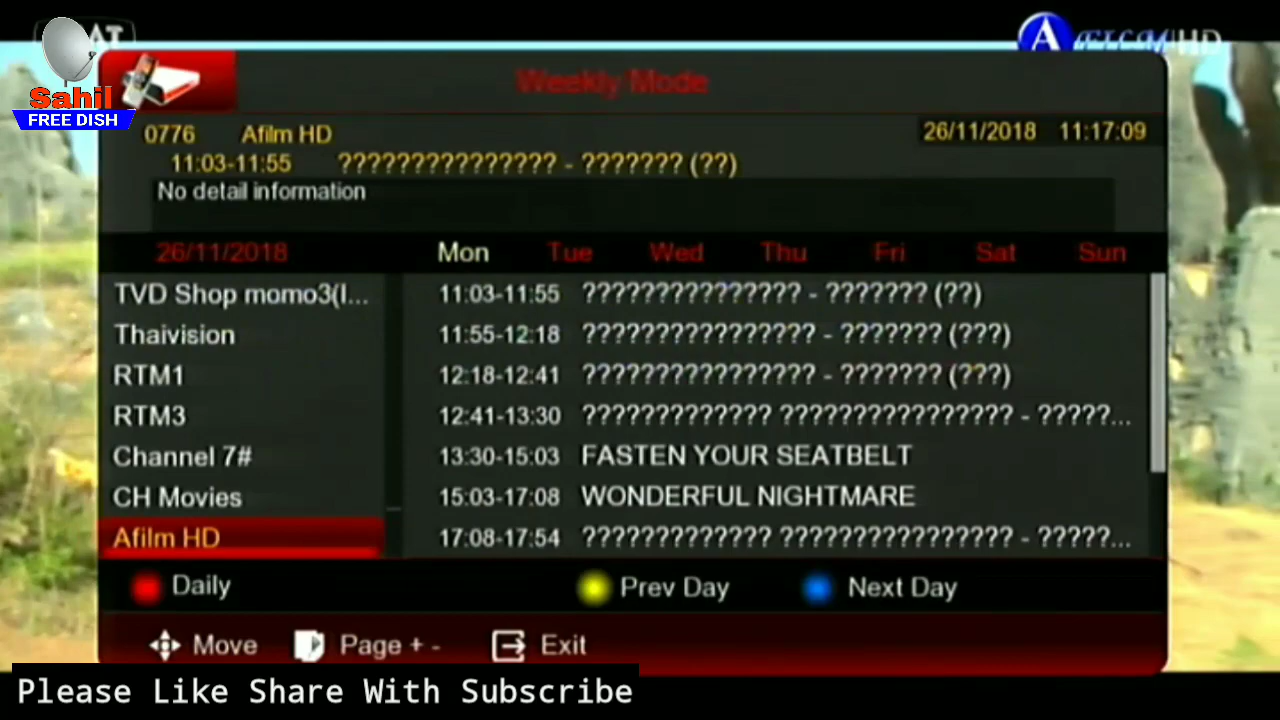 Sahil
FREE DISH
A
HD
Weekly Mode
0776 Afilm HD
26/11/2018 11:17:09
11:03-11:55 ??????????????? - ??????? (??)
No detail information
26/11/2018 Mon Tue Wed Thu Fri Sat Sun
TVD Shop momo3(I... 11:03-11:55 ??????????????? - ??????? (??)
Thaivision 11:55-12:18 ???????????????? - ??????? (???)
RTM1 12:18-12:41 ???????????????? - ??????? (???)
RTM3 12:41-13:30 ????????????? ???????????????? - ?????...
Channel 7# 13:30-15:03 FASTEN YOUR SEATBELT
CH Movies 15:03-17:08 WONDERFUL NIGHTMARE
Afilm HD 17:08-17:54 ????????????? ???????????????? - ?????...
Daily Prev Day Next Day
Move Page + - Exit
Please Like Share With Subscribe